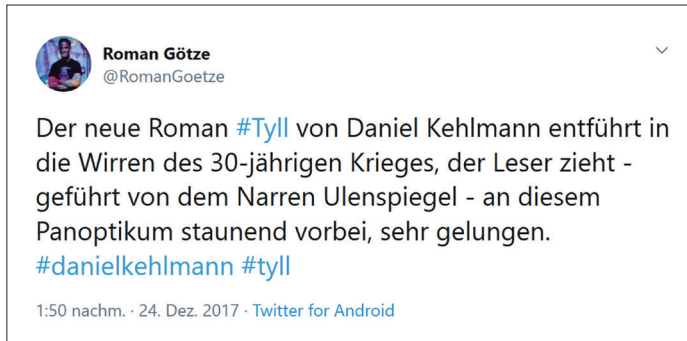 Roman Götze
@RomanGoetze
Der neue Roman #Tyll von Daniel Kehlmann entführt in
die Wirren des 30-jährigen Krieges, der Leser zieht -
geführt von dem Narren Ulenspiegel - an diesem
Panoptikum staunend vorbei, sehr gelungen.
#danielkehlmann #tyll
1:50 nachm. · 24. Dez. 2017 · Twitter for Android